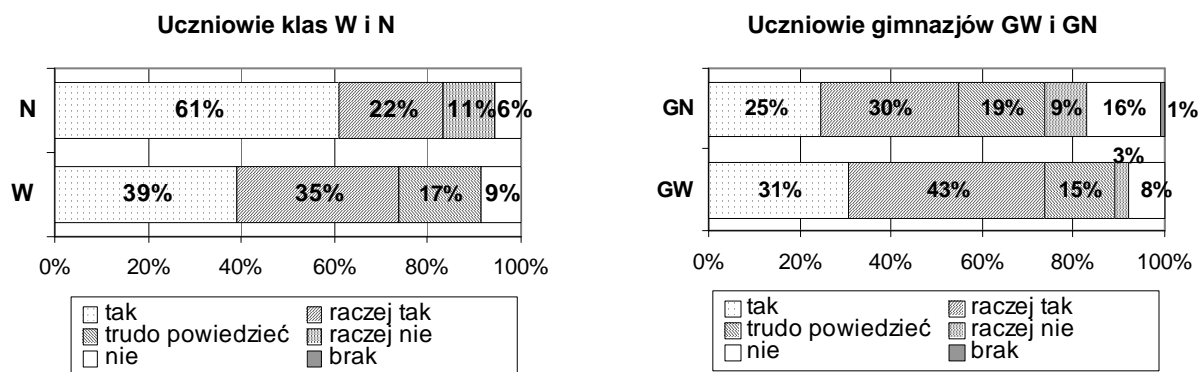 Uczniowie klas W i N
N 61% 22% 11% 6%
W 39% 35% 17% 9%
0% 20% 40% 60% 80% 100%
tak raczej tak
trudo powiedzieć raczej nie
nie brak
Uczniowie gimnazjów GW i GN
GN 25% 30% 19% 9% 16% 1%
3%
GW 31% 43% 15% 8%
0% 20% 40% 60% 80% 100%
tak raczej tak
trudo powiedzieć raczej nie
nie brak